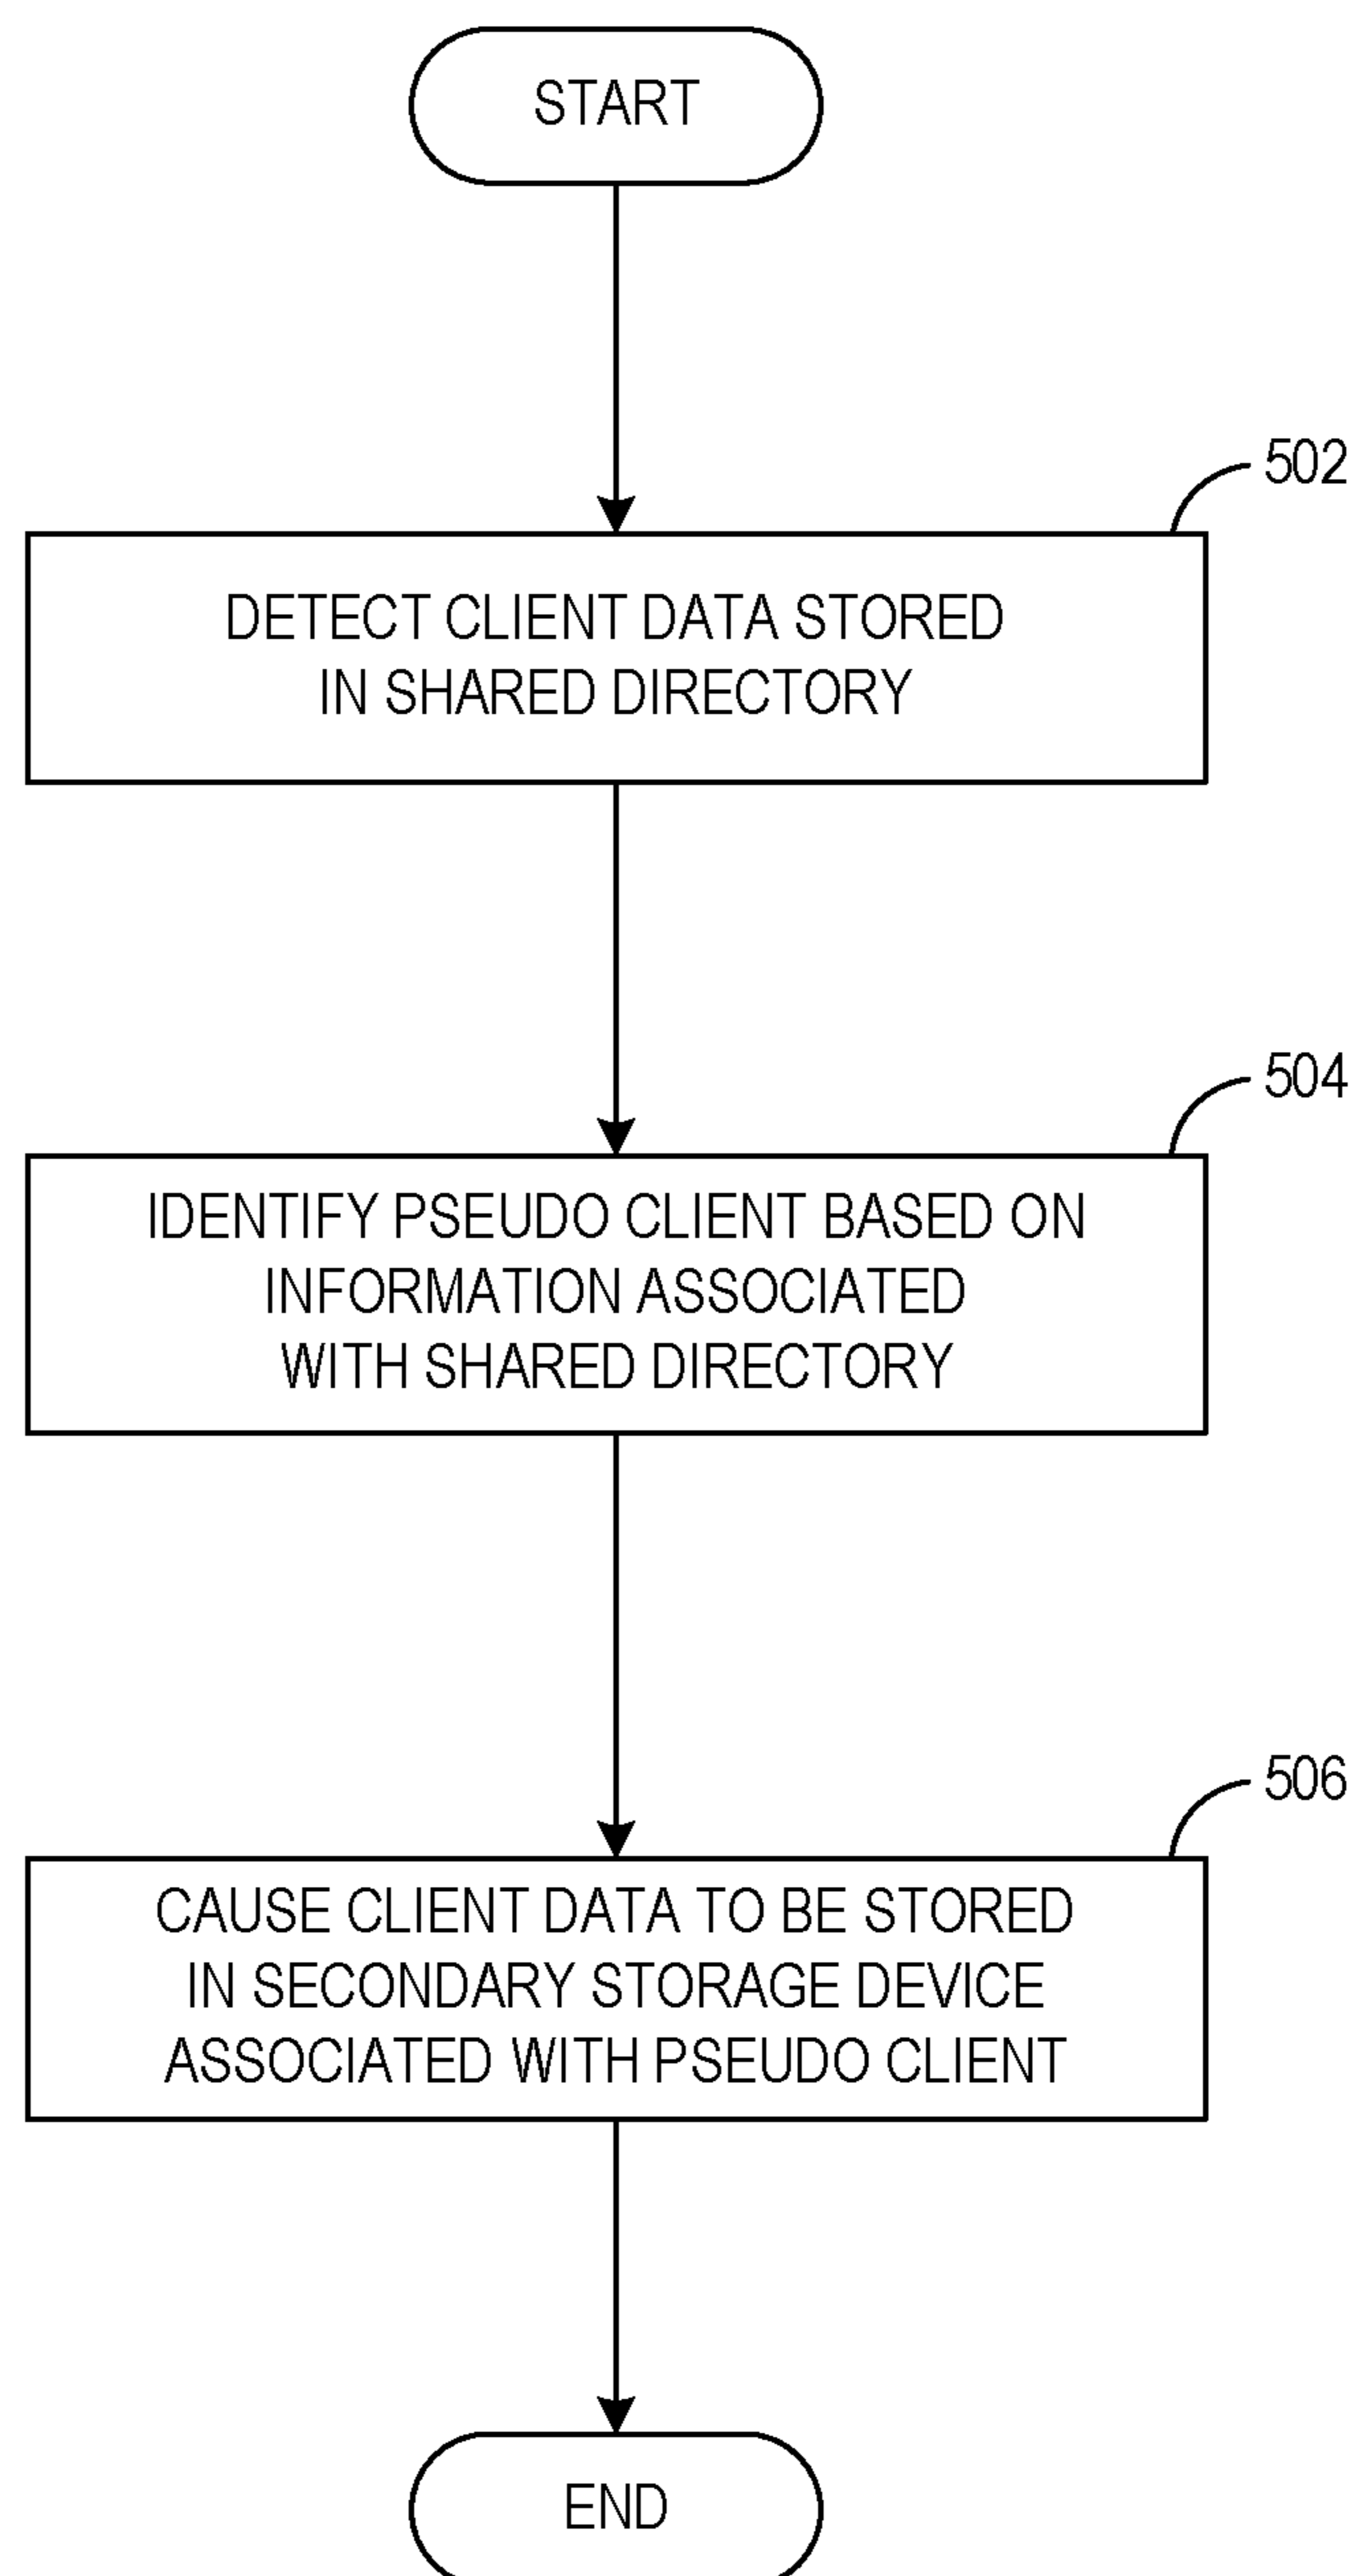 START
502
DETECT CLIENT DATA STORED
IN SHARED DIRECTORY
504
IDENTIFY PSEUDO CLIENT BASED ON
INFORMATION ASSOCIATED
WITH SHARED DIRECTORY
506
CAUSE CLIENT DATA TO BE STORED
IN SECONDARY STORAGE DEVICE
ASSOCIATED WITH PSEUDO CLIENT
END